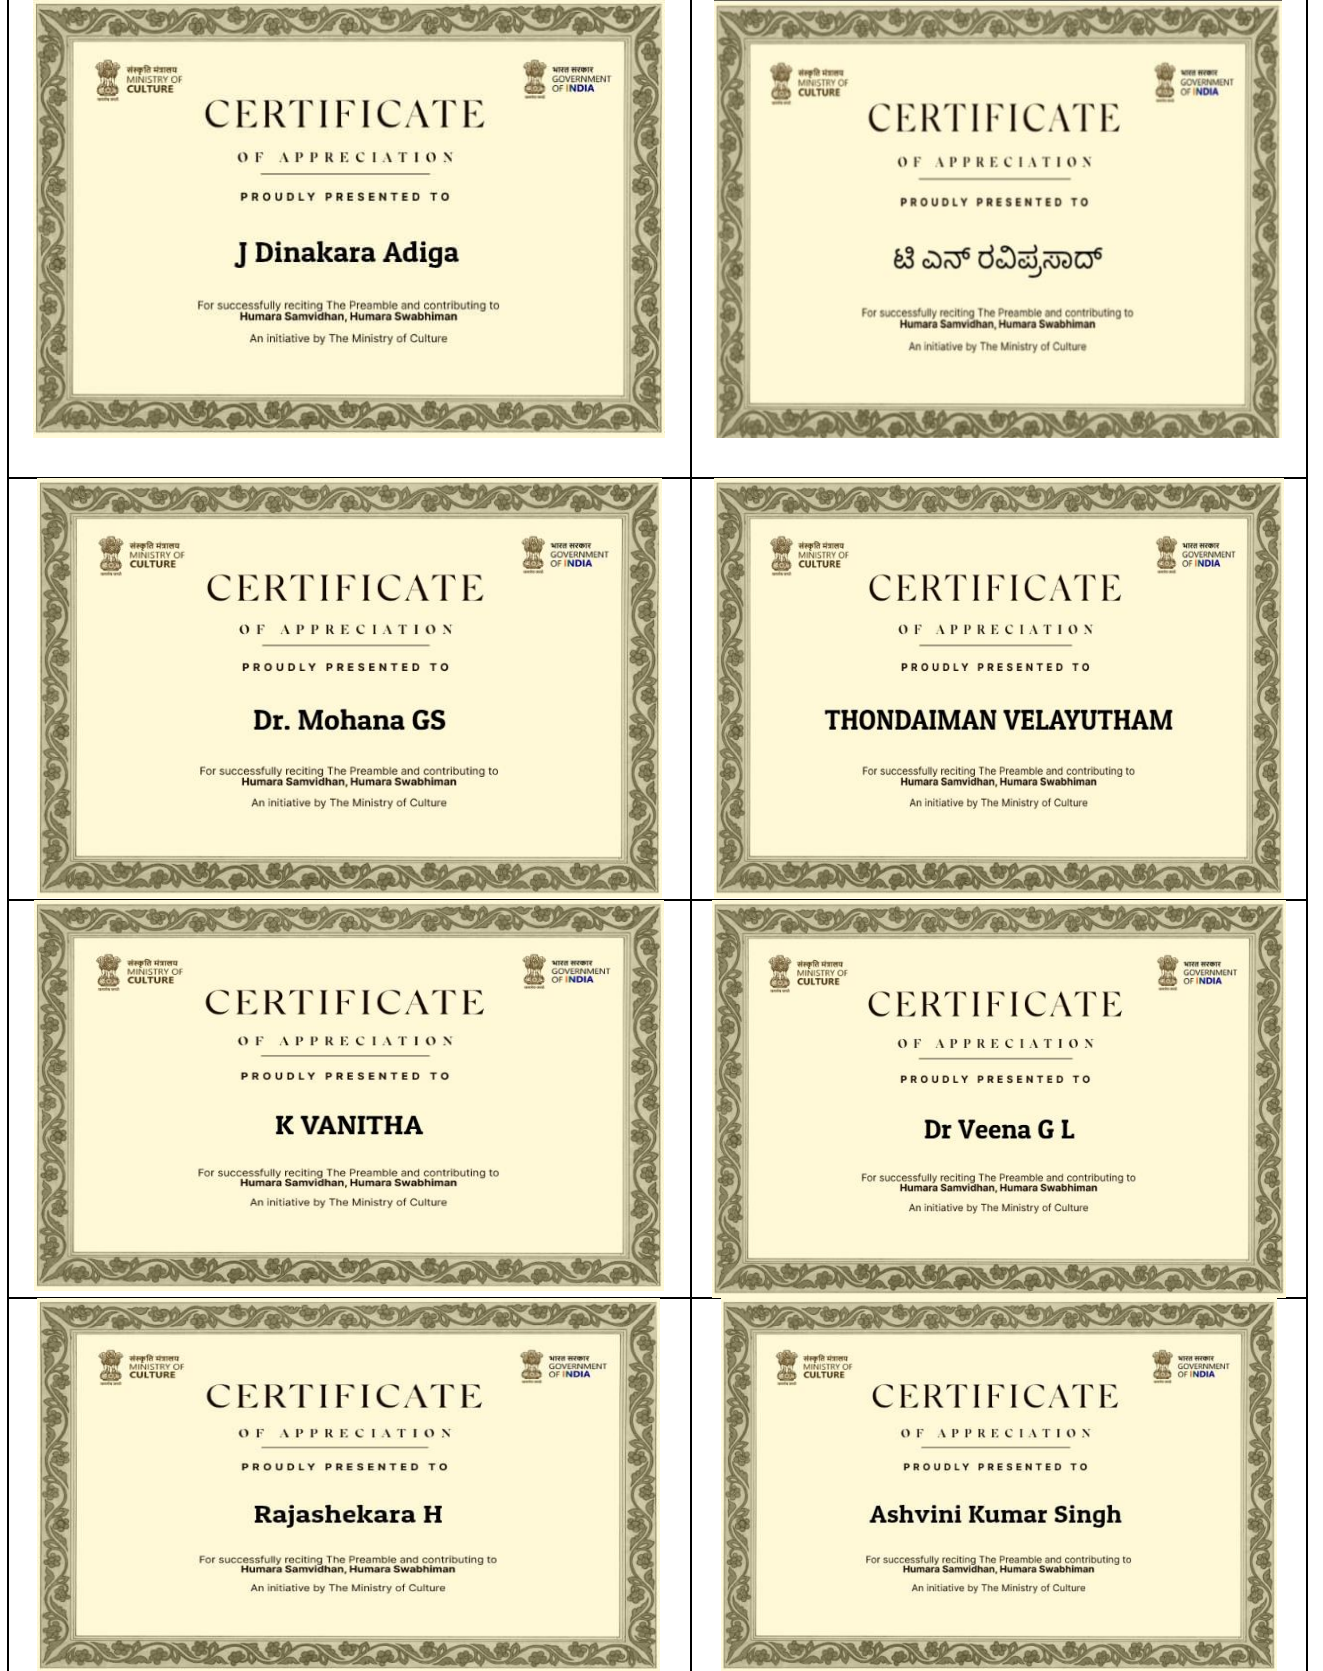 संस्कृति मंत्रालय
MINISTRY OF
CULTURE
भारत सरकार
GOVERNMENT
OF INDIA
CERTIFICATE
OF APPRECIATION
PROUDLY PRESENTED TO
J Dinakara Adiga
For successfully reciting The Preamble and contributing to
Humara Samvidhan, Humara Swabhiman
An initiative by The Ministry of Culture
संस्कृति मंत्रालय
MINISTRY OF
CULTURE
भारत सरकार
GOVERNMENT
OF INDIA
CERTIFICATE
OF APPRECIATION
PROUDLY PRESENTED TO
ಟಿ ಎನ್ ರವಿಪ್ರಸಾದ್
For successfully reciting The Preamble and contributing to
Humara Samvidhan, Humara Swabhiman
An initiative by The Ministry of Culture
संस्कृति मंत्रालय
MINISTRY OF
CULTURE
भारत सरकार
GOVERNMENT
OF INDIA
CERTIFICATE
OF APPRECIATION
PROUDLY PRESENTED TO
Dr. Mohana GS
For successfully reciting The Preamble and contributing to
Humara Samvidhan, Humara Swabhiman
An initiative by The Ministry of Culture
संस्कृति मंत्रालय
MINISTRY OF
CULTURE
भारत सरकार
GOVERNMENT
OF INDIA
CERTIFICATE
OF APPRECIATION
PROUDLY PRESENTED TO
THONDAIMAN VELAYUTHAM
For successfully reciting The Preamble and contributing to
Humara Samvidhan, Humara Swabhiman
An initiative by The Ministry of Culture
संस्कृति मंत्रालय
MINISTRY OF
CULTURE
भारत सरकार
GOVERNMENT
OF INDIA
CERTIFICATE
OF APPRECIATION
PROUDLY PRESENTED TO
K VANITHA
For successfully reciting The Preamble and contributing to
Humara Samvidhan, Humara Swabhiman
An initiative by The Ministry of Culture
संस्कृति मंत्रालय
MINISTRY OF
CULTURE
भारत सरकार
GOVERNMENT
OF INDIA
CERTIFICATE
OF APPRECIATION
PROUDLY PRESENTED TO
Dr Veena G L
For successfully reciting The Preamble and contributing to
Humara Samvidhan, Humara Swabhiman
An initiative by The Ministry of Culture
संस्कृति मंत्रालय
MINISTRY OF
CULTURE
भारत सरकार
GOVERNMENT
OF INDIA
CERTIFICATE
OF APPRECIATION
PROUDLY PRESENTED TO
Rajashekara H
For successfully reciting The Preamble and contributing to
Humara Samvidhan, Humara Swabhiman
An initiative by The Ministry of Culture
संस्कृति मंत्रालय
MINISTRY OF
CULTURE
भारत सरकार
GOVERNMENT
OF INDIA
CERTIFICATE
OF APPRECIATION
PROUDLY PRESENTED TO
Ashvini Kumar Singh
For successfully reciting The Preamble and contributing to
Humara Samvidhan, Humara Swabhiman
An initiative by The Ministry of Culture